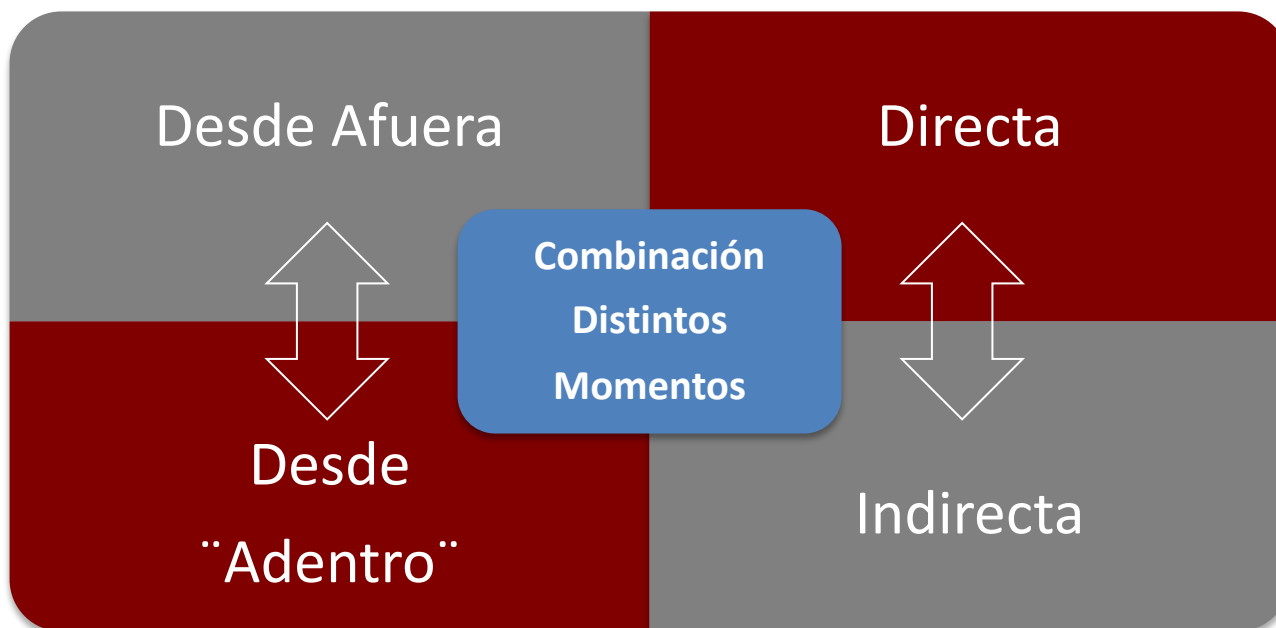 Desde Afuera
Directa
Combinación
Distintos
Momentos
Desde
¨Adentro¨
Indirecta